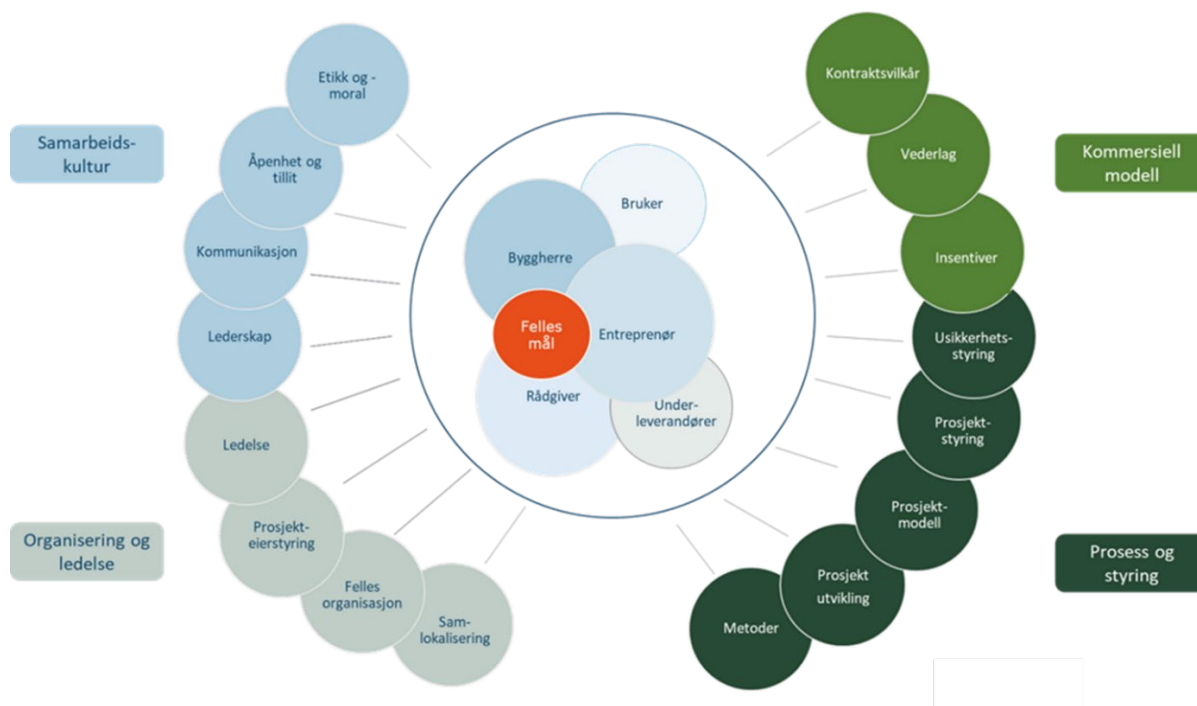 Samarbeids-
kultur
Etikk og -
moral
Åpenhet og
tillit
Kommunikasjon
Lederskap
Organisering og
ledelse
Ledelse
Prosjekt-
eierstyring
Felles
organisasjon
Sam-
lokalisering
Bruker
Byggherre
Felles
mål
Entreprenør
Rådgiver
Under-
leverandører
Kommersiell
modell
Kontraktsvilkår
Vederlag
Insentiver
Prosess og
styring
Usikkerhets-
styring
Prosjekt-
styring
Prosjekt-
modell
Prosjekt
utvikling
Metoder